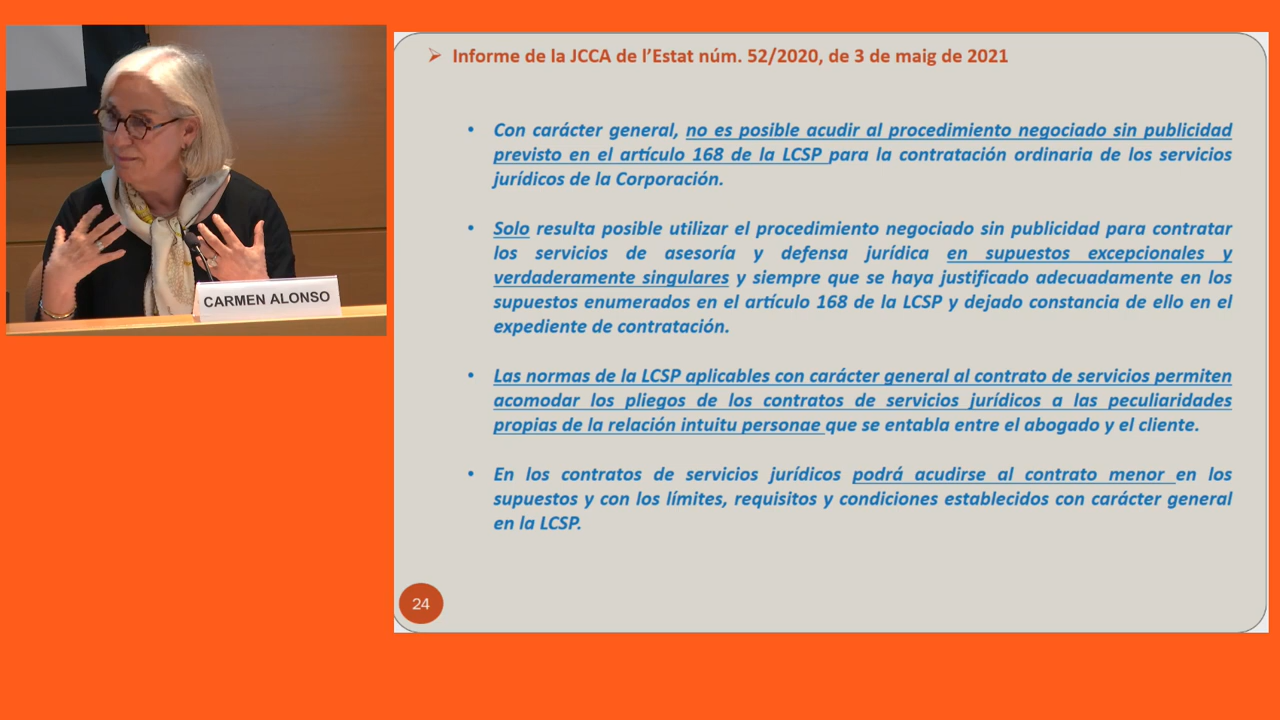 CARMEN ALONSO
➢ Informe de la JCCA de l'Estat núm. 52/2020, de 3 de maig de 2021
• Con carácter general, no es posible acudir al procedimiento negociado sin publicidad
previsto en el artículo 168 de la LCSP para la contratación ordinaria de los servicios
jurídicos de la Corporación.
• Solo resulta posible utilizar el procedimiento negociado sin publicidad para contratar
los servicios de asesoría y defensa jurídica en supuestos excepcionales y
verdaderamente singulares y siempre que se haya justificado adecuadamente en los
supuestos enumerados en el artículo 168 de la LCSP y dejado constancia de ello en el
expediente de contratación.
• Las normas de la LCSP aplicables con carácter general al contrato de servicios permiten
acomodar los pliegos de los contratos de servicios jurídicos a las peculiaridades
propias de la relación intuitu personae que se entabla entre el abogado y el cliente.
• En los contratos de servicios jurídicos podrá acudirse al contrato menor en los
supuestos y con los límites, requisitos y condiciones establecidos con carácter general
en la LCSP.
24